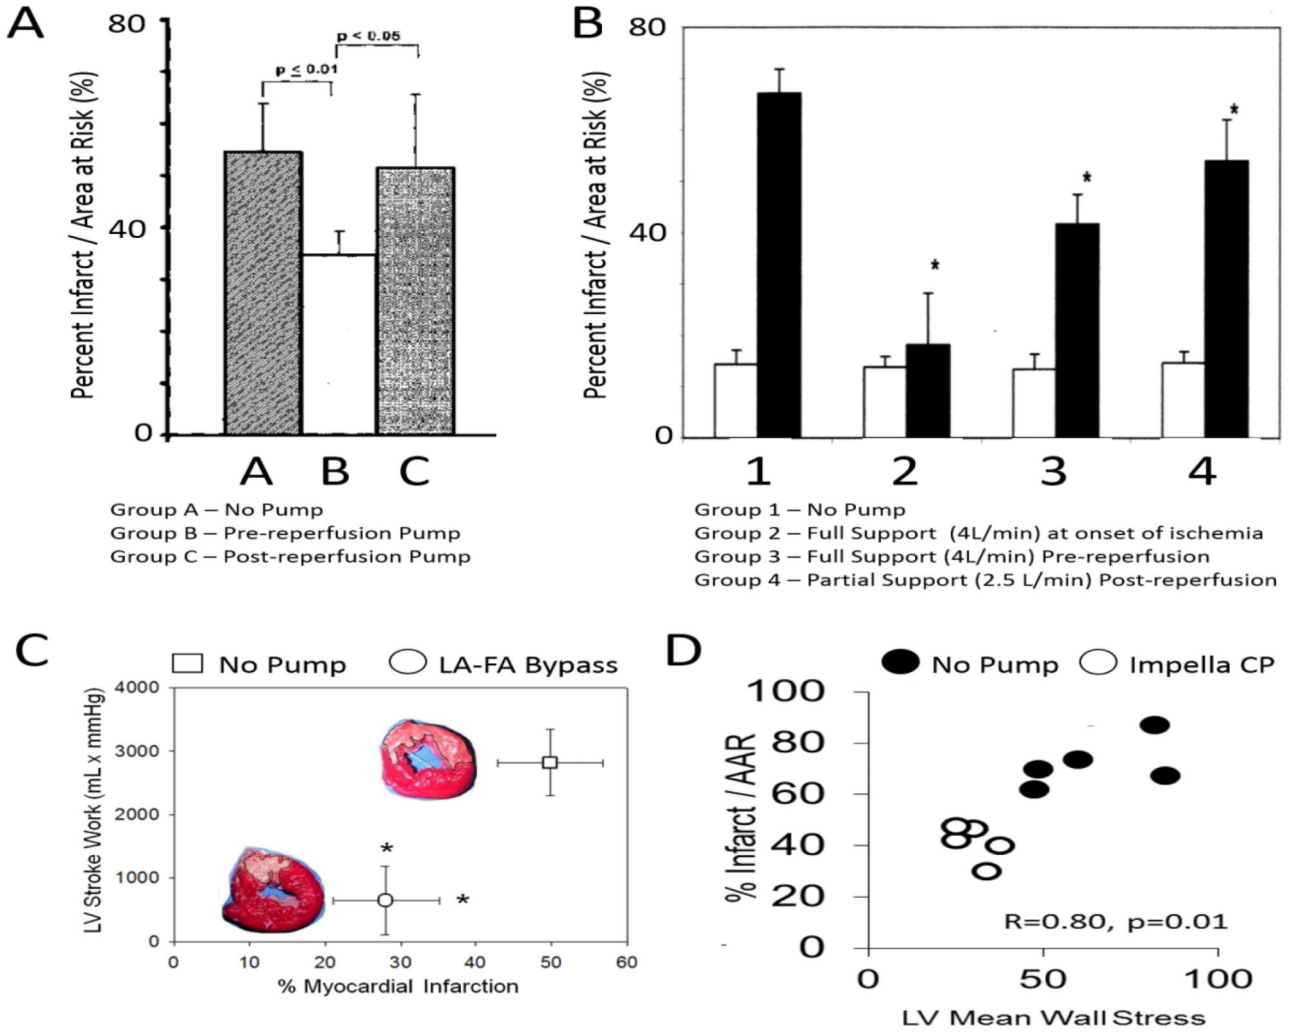 A
80
40
0
Percent Infarct / Area at Risk (%)
p ≤ 0.01
p < 0.05
A B C
Group A – No Pump
Group B – Pre-reperfusion Pump
Group C – Post-reperfusion Pump
B
80
40
0
Percent Infarct / Area at Risk (%)
*
*
*
1 2 3 4
Group 1 – No Pump
Group 2 – Full Support (4L/min) at onset of ischemia
Group 3 – Full Support (4L/min) Pre-reperfusion
Group 4 – Partial Support (2.5 L/min) Post-reperfusion
C
No Pump LA-FA Bypass
4000
3000
2000
1000
0
LV Stroke Work (mL x mmHg)
*
*
0 10 20 30 40 50 60
% Myocardial Infarction
D
No Pump Impella CP
100
80
60
40
20
0
% Infarct / AAR
R=0.80, p=0.01
0 50 100
LV Mean Wall Stress